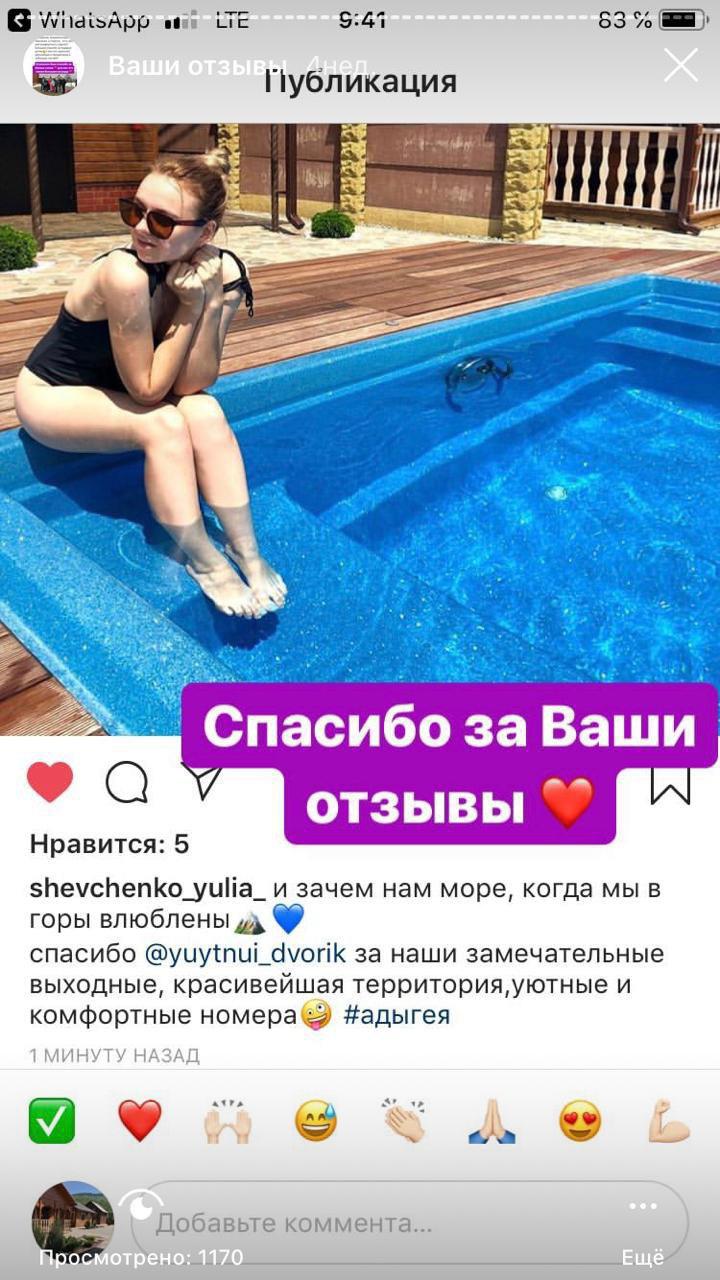 WhatsApp LTE 9:41 83 %
Ваши отзывы 4нед.
Публикация
Спасибо за Ваши
отзывы ❤️
Нравится: 5
shevchenko_yulia_ и зачем нам море, когда мы в
горы влюблены⛰️💙
спасибо @yuytnui_dvorik за наши замечательные
выходные, красивейшая территория,уютные и
комфортные номера🤪 #адыгея
1 МИНУТУ НАЗАД
Добавьте коммента...
Просмотрено: 1170
Ещё